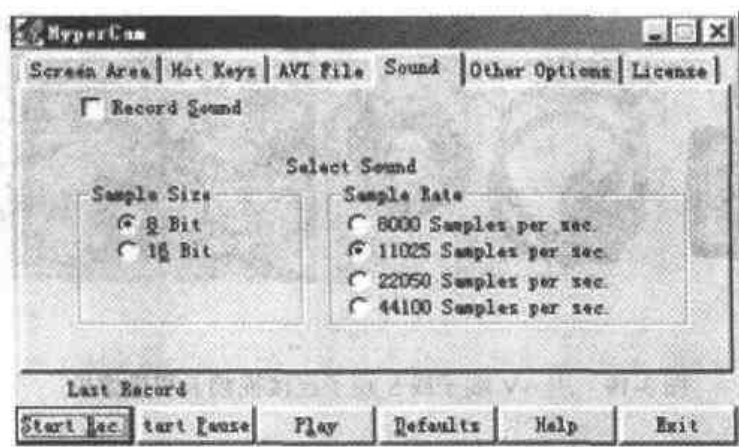 HyperCam
Screen Area Hot Keys AVI File Sound Other Options License
Record Sound
Select Sound
Sample Size Sample Rate
8 Bit 8000 Samples per sec.
16 Bit 11025 Samples per sec.
22050 Samples per sec.
44100 Samples per sec.
Last Record
Start Rec. tart Pause Play Defaults Help Exit